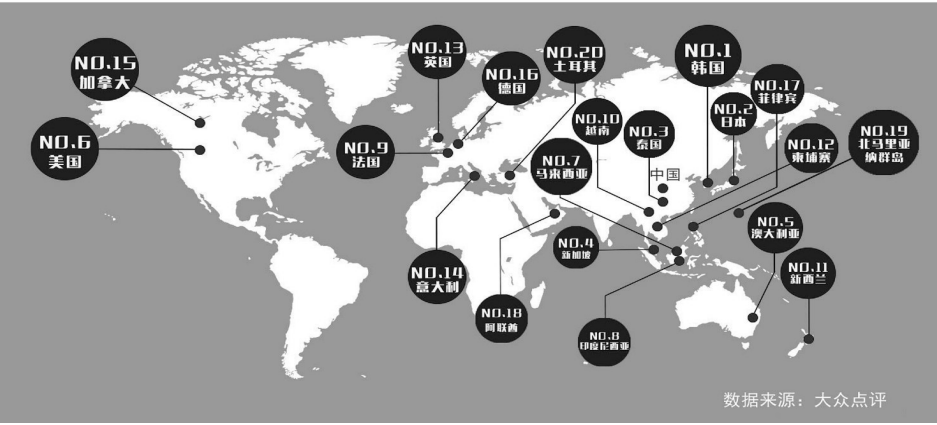 NO.15
加拿大
NO.6
美国
NO.13
英国
NO.16
德国
NO.20
土耳其
NO.9
法国
NO.14
意大利
NO.18
阿联酋
NO.7
马来西亚
NO.10
越南
NO.3
泰国
NO.1
韩国
NO.2
日本
NO.17
菲律宾
NO.12
柬埔寨
NO.19
北马里亚
纳群岛
中国
NO.4
新加坡
NO.5
澳大利亚
NO.11
新西兰
NO.8
印度尼西亚
数据来源：大众点评